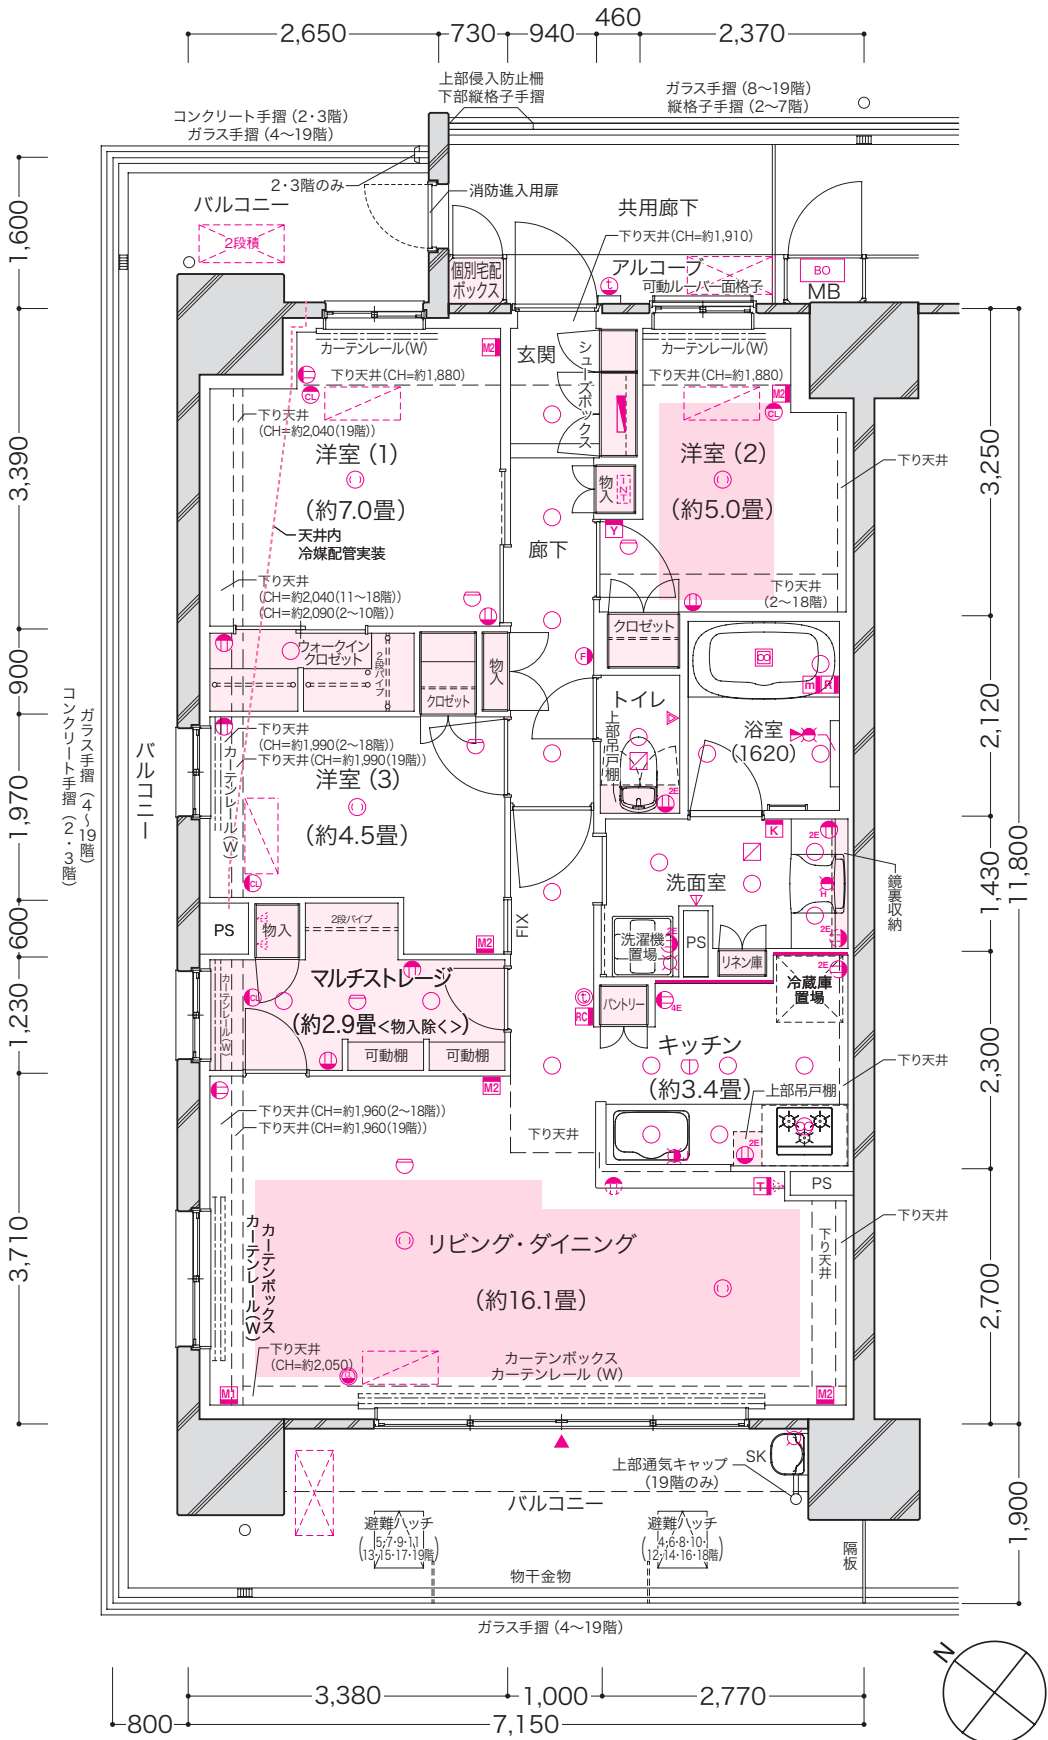 460
2,650
730
940
2,370
上部侵入防止柵
下部縦格子手摺
ガラス手摺 (8〜19階)
縦格子手摺 (2〜7階)
コンクリート手摺 (2・3階)
ガラス手摺 (4〜19階)
2・3階のみ
消防進入用扉
バルコニー
共用廊下
2段積
下り天井(CH=約1,910)
1,600
個別宅配
ボックス
アルコーブ
可動ルーバー面格子
t
BO
MB
カーテンレール(W)
M2
玄関
シューズボックス
カーテンレール(W)
下り天井(CH=約1,880)
下り天井(CH=約1,880)
M2
CL
CL
下り天井
(CH=約2,040(19階))
洋室 (1)
(約7.0畳)
洋室 (2)
(約5.0畳)
下り天井
3,390
3,250
物入
INT
Y
天井内
冷媒配管実装
廊下
下り天井
(CH=約2,040(11〜18階))
(CH=約2,090(2〜10階))
下り天井
(2〜18階)
クロゼット
ウォークイン
クロゼット
2段パイプ
クロゼット
物入
F
900
トイレ
上部吊戸棚
m
R
浴室
(1620)
2,120
ガラス手摺 (4〜19階)
コンクリート手摺 (2・3階)
バルコニー
下り天井
(CH=約1,990(2〜18階))
下り天井(CH=約1,990(19階))
洋室 (3)
(約4.5畳)
カーテンレール(W)
CL
1,970
2E
K
2E
H
2E
洗面室
鏡裏収納
1,430
11,800
600
PS
物入
2段パイプ
M2
FIX
洗濯機
置場
2E
PS
リネン庫
2E
冷蔵庫
置場
マルチストレージ
(約2.9畳<物入除く>)
カーテンレール(W)
CL
可動棚
可動棚
1,230
t
RC
パントリー
4E
キッチン
(約3.4畳)
2,300
下り天井
上部吊戸棚
M2
下り天井(CH=約1,960(2〜18階))
下り天井(CH=約1,960(19階))
下り天井
2E
T
PS
3,710
カーテンボックス
カーテンレール(W)
リビング・ダイニング
(約16.1畳)
下り天井
下り天井
2,700
下り天井
(CH=約2,050)
カーテンボックス
カーテンレール (W)
M1
M2
上部通気キャップ
(19階のみ)
SK
バルコニー
避難ハッチ
(5・7・9・11
13・15・17・19階)
避難ハッチ
(4・6・8・10・
12・14・16・18階)
物干金物
隔板
1,900
ガラス手摺 (4〜19階)
N
3,380
1,000
2,770
800
7,150